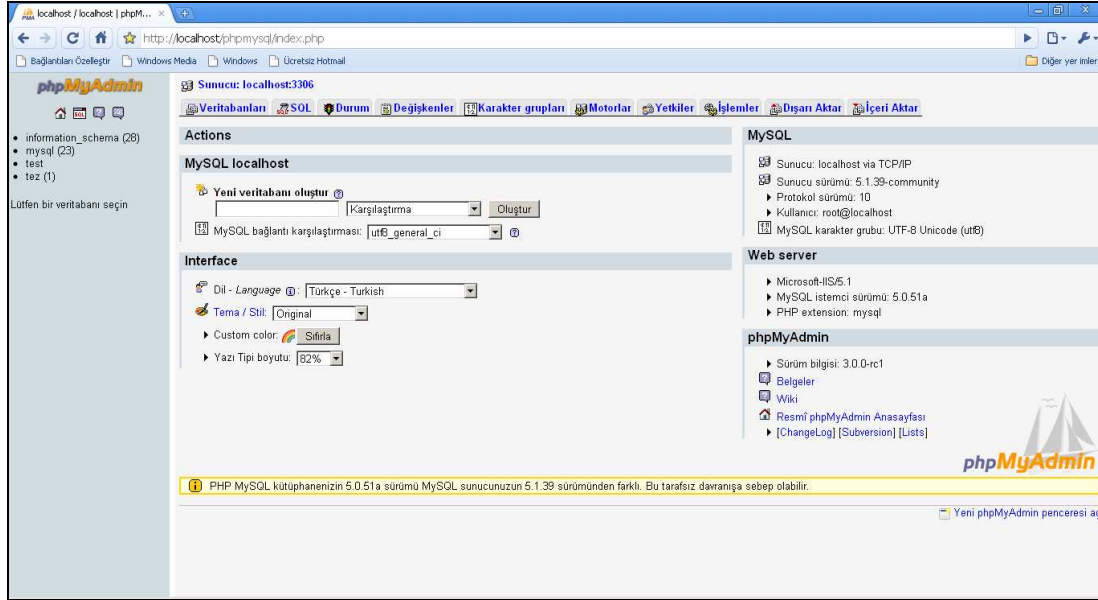 localhost / localhost | phpM...
http://localhost/phpmysql/index.php
Bağlantıları Özelleştir Windows Media Windows Ücretsiz Hotmail Diğer yer imler
phpMyAdmin
information_schema (28)
mysql (23)
test
tez (1)
Lütfen bir veritabanı seçin
Sunucu: localhost:3306
Veritabanları SQL Durum Değişkenler Karakter grupları Motorlar Yetkiler İşlemler Dışarı Aktar İçeri Aktar
Actions
MySQL localhost
Yeni veritabanı oluştur
Karşılaştırma Oluştur
MySQL bağlantı karşılaştırması: utf8_general_ci
Interface
Dil - Language : Türkçe - Turkish
Tema / Stil: Original
Custom color: Sıfırla
Yazı Tipi boyutu: 82%
MySQL
Sunucu: localhost via TCP/IP
Sunucu sürümü: 5.1.39-community
Protokol sürümü: 10
Kullanıcı: root@localhost
MySQL karakter grubu: UTF-8 Unicode (utf8)
Web server
Microsoft-IIS/5.1
MySQL istemci sürümü: 5.0.51a
PHP extension: mysql
phpMyAdmin
Sürüm bilgisi: 3.0.0-rc1
Belgeler
Wiki
Resmî phpMyAdmin Anasayfası
[ChangeLog] [Subversion] [Lists]
phpMyAdmin
PHP MySQL kütüphanenizin 5.0.51a sürümü MySQL sunucunuzun 5.1.39 sürümünden farklı. Bu tarafsız davranışa sebep olabilir.
Yeni phpMyAdmin penceresi aç